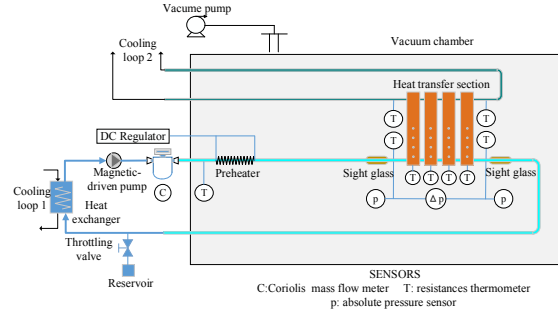 Vacume pump
Vacuum chamber
Cooling
loop 2
Heat transfer section
T
T
T
T
DC Regulator
Magnetic-
driven pump
C
T
Preheater
Sight glass
T
T
T
T
Sight glass
p
Δ p
p
Cooling
loop 1
Heat
exchanger
Throttling
valve
Reservoir
SENSORS
C:Coriolis mass flow meter T: resistances thermometer
p: absolute pressure sensor